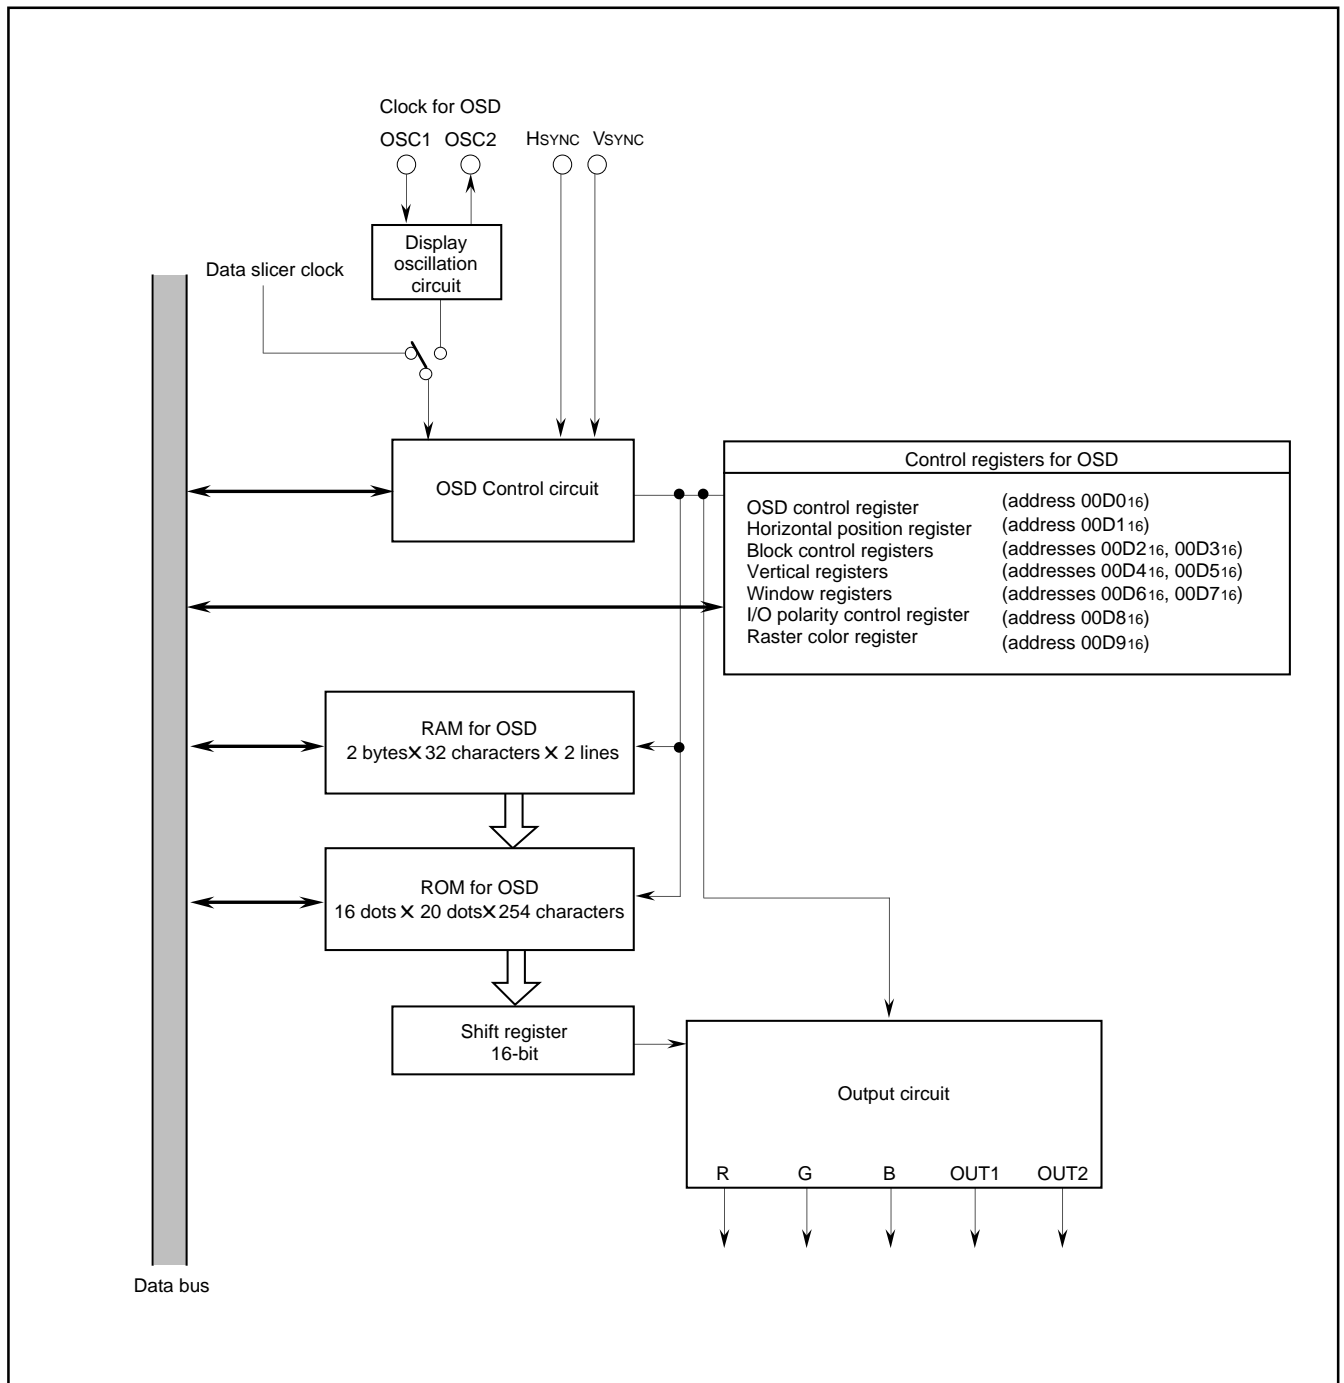 Clock for OSD
OSC1 OSC2 HSYNC VSYNC
Display
oscillation
circuit
Data slicer clock
OSD Control circuit
Control registers for OSD
OSD control register (address 00D016)
Horizontal position register (address 00D116)
Block control registers (addresses 00D216, 00D316)
Vertical registers (addresses 00D416, 00D516)
Window registers (addresses 00D616, 00D716)
I/O polarity control register (address 00D816)
Raster color register (address 00D916)
RAM for OSD
2 bytes × 32 characters × 2 lines
ROM for OSD
16 dots × 20 dots × 254 characters
Shift register
16-bit
Output circuit
R G B OUT1 OUT2
Data bus